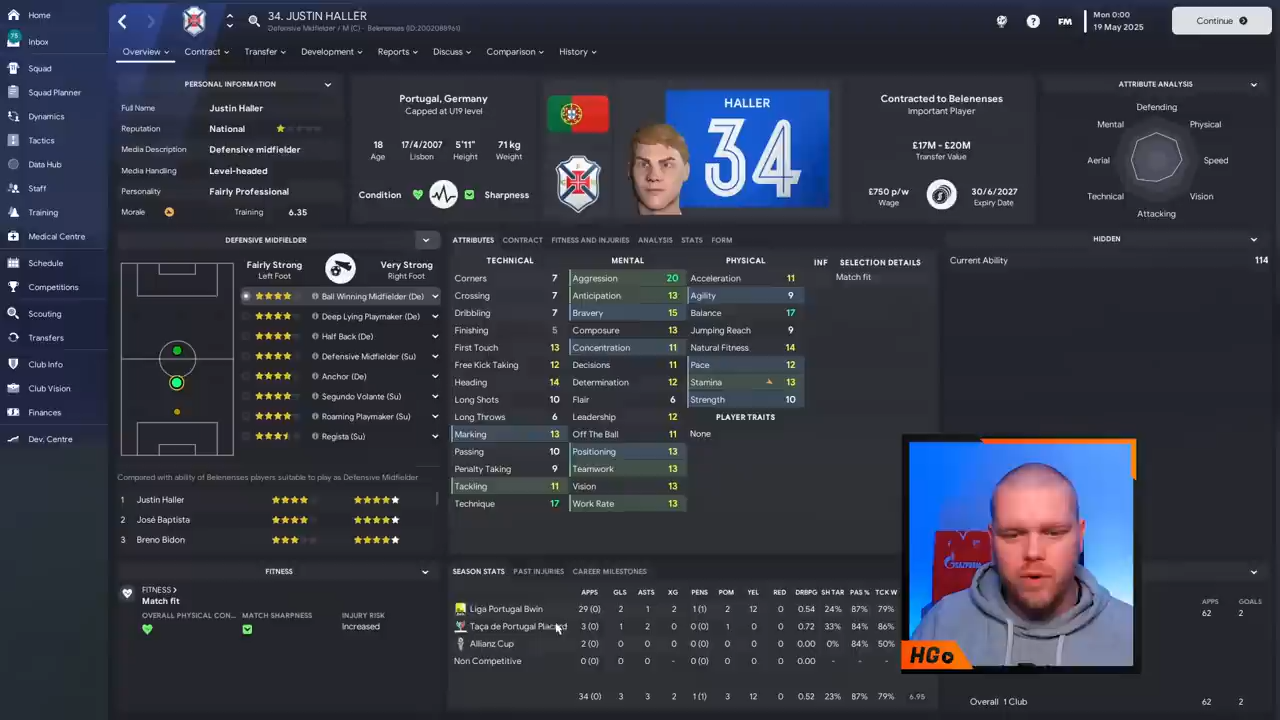 Home
75
Inbox
Squad
Squad Planner
Dynamics
Tactics
Data Hub
Staff
Training
Medical Centre
Schedule
Competitions
Scouting
Transfers
Club Info
Club Vision
Finances
Dev. Centre
34. JUSTIN HALLER
Defensive Midfielder / M (C) - Belenenses (ID:2002088961)
FM
Mon 0:00
19 May 2025
Continue
Overview
Contract
Transfer
Development
Reports
Discuss
Comparison
History
PERSONAL INFORMATION
Full Name Justin Haller
Reputation National
Media Description Defensive midfielder
Media Handling Level-headed
Personality Fairly Professional
Morale Training 6.35
Portugal, Germany
Capped at U19 level
18 17/4/2007 5'11" 71 kg
Age Lisbon Height Weight
Condition Sharpness
HALLER
34
Contracted to Belenenses
Important Player
£17M - £20M
Transfer Value
£750 p/w 30/6/2027
Wage Expiry Date
ATTRIBUTE ANALYSIS
Defending
Mental Physical
Aerial Speed
Technical Vision
Attacking
DEFENSIVE MIDFIELDER
Fairly Strong Very Strong
Left Foot Right Foot
Ball Winning Midfielder (De)
Deep Lying Playmaker (De)
Half Back (De)
Defensive Midfielder (Su)
Anchor (De)
Segundo Volante (Su)
Roaming Playmaker (Su)
Regista (Su)
Compared with ability of Belenenses players suitable to play as Defensive Midfielder
1 Justin Haller
2 José Baptista
3 Breno Bidon
ATTRIBUTES CONTRACT FITNESS AND INJURIES ANALYSIS STATS FORM
TECHNICAL MENTAL PHYSICAL INF SELECTION DETAILS
Corners 7 Aggression 20 Acceleration 11 Match fit
Crossing 7 Anticipation 13 Agility 9
Dribbling 7 Bravery 15 Balance 17
Finishing 5 Composure 13 Jumping Reach 9
First Touch 13 Concentration 11 Natural Fitness 14
Free Kick Taking 12 Decisions 11 Pace 12
Heading 14 Determination 12 Stamina 13
Long Shots 10 Flair 6 Strength 10
Long Throws 6 Leadership 12 PLAYER TRAITS
Marking 13 Off The Ball 11 None
Passing 10 Positioning 13
Penalty Taking 9 Teamwork 13
Tackling 11 Vision 13
Technique 17 Work Rate 13
HIDDEN
Current Ability 114
FITNESS
FITNESS >
Match fit
OVERALL PHYSICAL CON... MATCH SHARPNESS INJURY RISK
Increased
SEASON STATS PAST INJURIES CAREER MILESTONES
APPS GLS ASTS XG PENS POM YEL RED DRBPG SHT % PAS % TCK W
Liga Portugal Bwin 29 (0) 2 1 2 1 (1) 2 12 0 0.54 24% 87% 79%
Taça de Portugal Placard 3 (0) 1 2 0 0 (0) 1 0 0 0.72 33% 84% 86%
Allianz Cup 2 (0) 0 0 0 0 (0) 0 0 0 0.00 0% 84% 50%
Non Competitive 0 (0) 0 0 - 0 (0) 0 0 0 0.00 - - -
34 (0) 3 3 2 1 (1) 3 12 0 0.52 23% 87% 79% 6.95
APPS GOALS
62 2
Overall 1 Club 62 2
GAZPROM
HGo